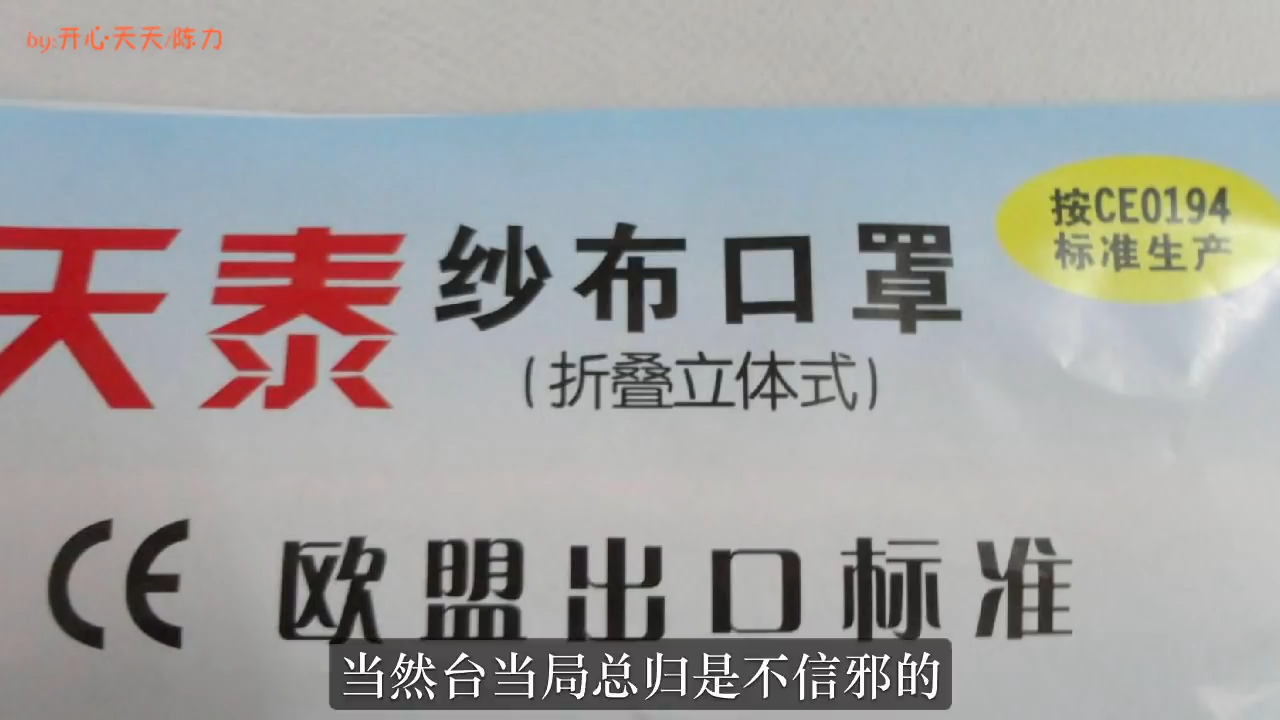 by:开心天天/陈力
按CE0194
标准生产
天泰 纱布口罩
(折叠立体式)
CE 欧盟出口标准
当然台当局总归是不信邪的